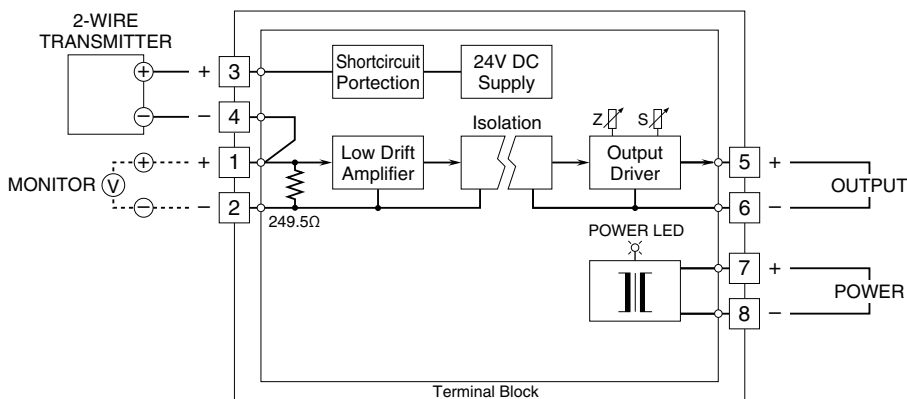 2-WIRE
TRANSMITTER
+
−
+
−
+
−
MONITOR
V
+
−
3
4
1
2
Shortcircuit
Portection
24V DC
Supply
Isolation
Z
S
Low Drift
Amplifier
Output
Driver
249.5Ω
POWER LED
5
6
7
8
+
−
OUTPUT
+
−
POWER
+
−
Terminal Block